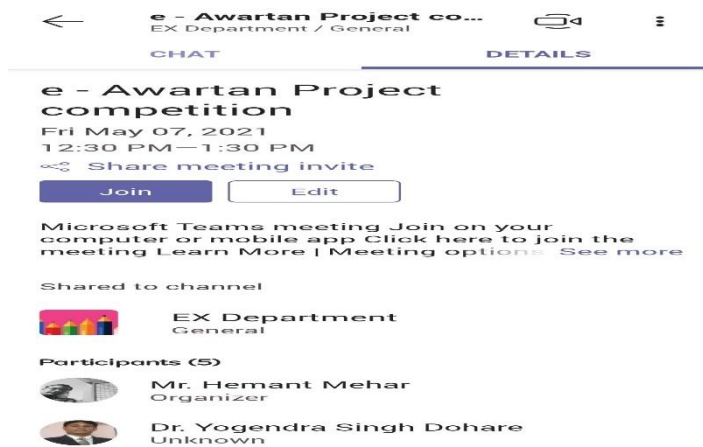 e - Awartan Project co...
EX Department / General
CHAT
DETAILS
e - Awartan Project
competition
Fri May 07, 2021
12:30 PM—1:30 PM
Share meeting invite
Join
Edit
Microsoft Teams meeting Join on your
computer or mobile app Click here to join the
meeting Learn More | Meeting options See more
Shared to channel
EX Department
General
Participants (5)
Mr. Hemant Mehar
Organizer
Dr. Yogendra Singh Dohare
Unknown